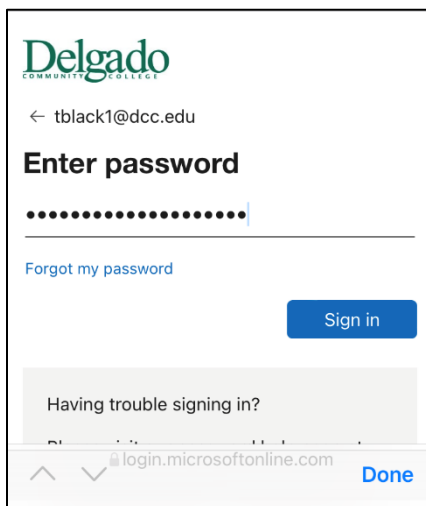 Delgado
COMMUNITY COLLEGE
← tblack1@dcc.edu
Enter password
••••••••••••••••••••
Forgot my password
Sign in
Having trouble signing in?
login.microsoftonline.com
Done